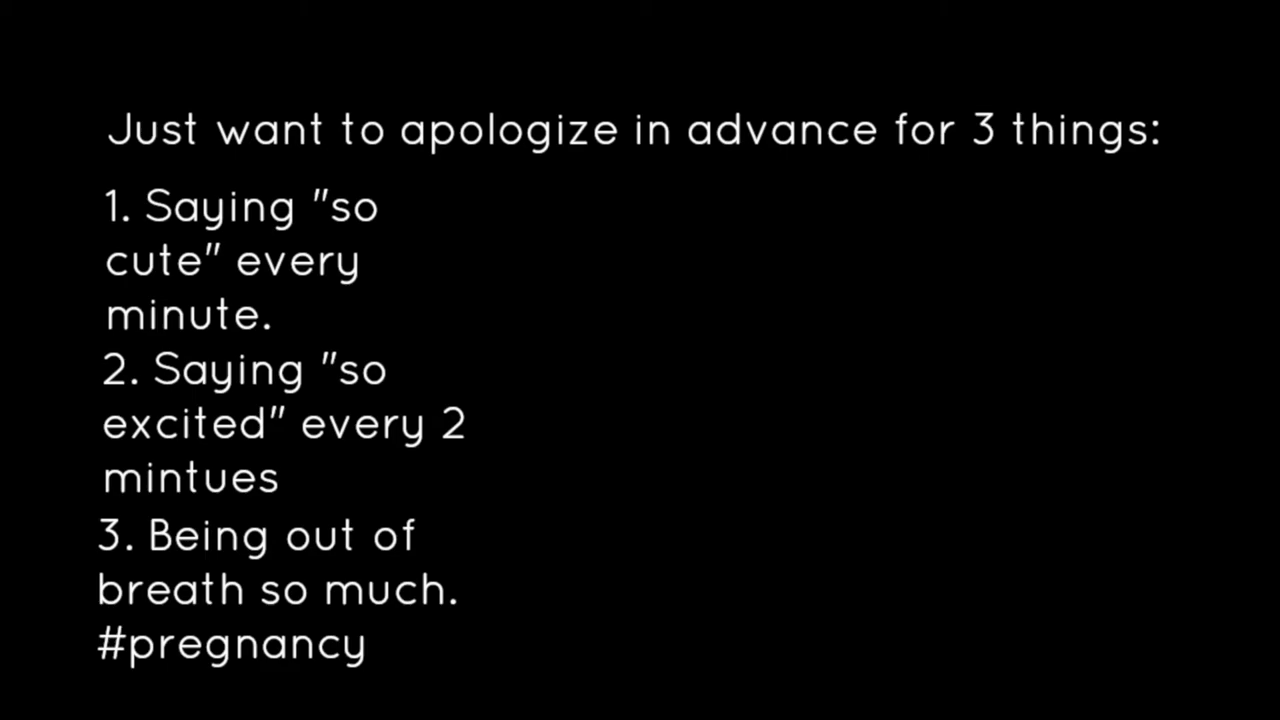 Just want to apologize in advance for 3 things:
1. Saying "so
cute" every
minute.
2. Saying "so
excited" every 2
mintues
3. Being out of
breath so much.
#pregnancy